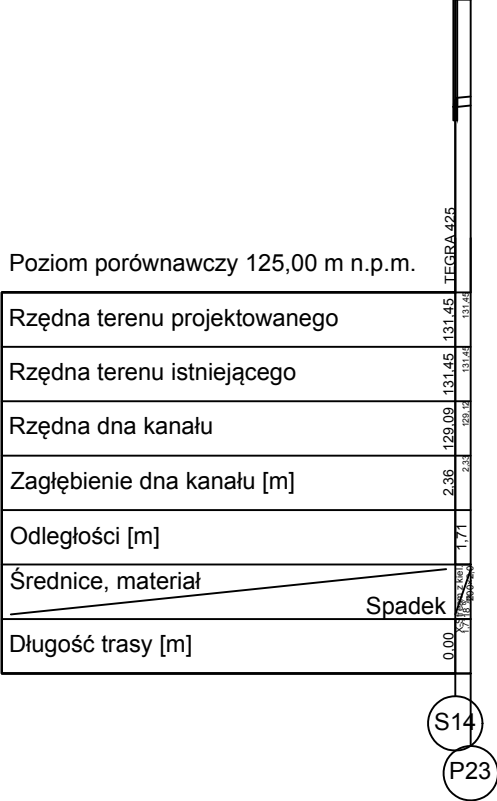 TEGRA 425
Poziom porównawczy 125,00 m n.p.m.
Rzędna terenu projektowanego 131.45 131.45
Rzędna terenu istniejącego 131.45 131.45
Rzędna dna kanału 129.09 129.12
Zagłębienie dna kanału [m] 2.36 2.33
Odległości [m] 1,71
Średnice, materiał
Spadek
Długość trasy [m] 0.00
S14
P23